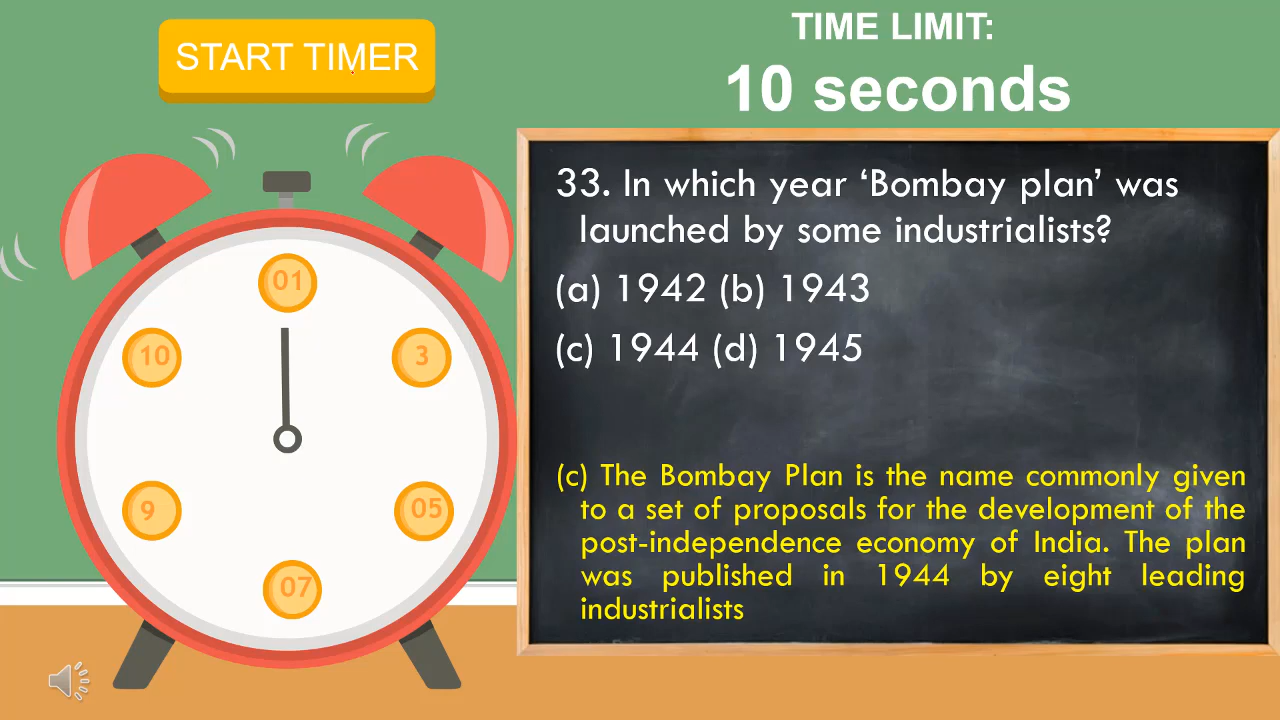 START TIMER
TIME LIMIT:
10 seconds
01
10
3
9
05
07
33. In which year ‘Bombay plan’ was
launched by some industrialists?
(a) 1942 (b) 1943
(c) 1944 (d) 1945
(c) The Bombay Plan is the name commonly given
to a set of proposals for the development of the
post-independence economy of India. The plan
was published in 1944 by eight leading
industrialists